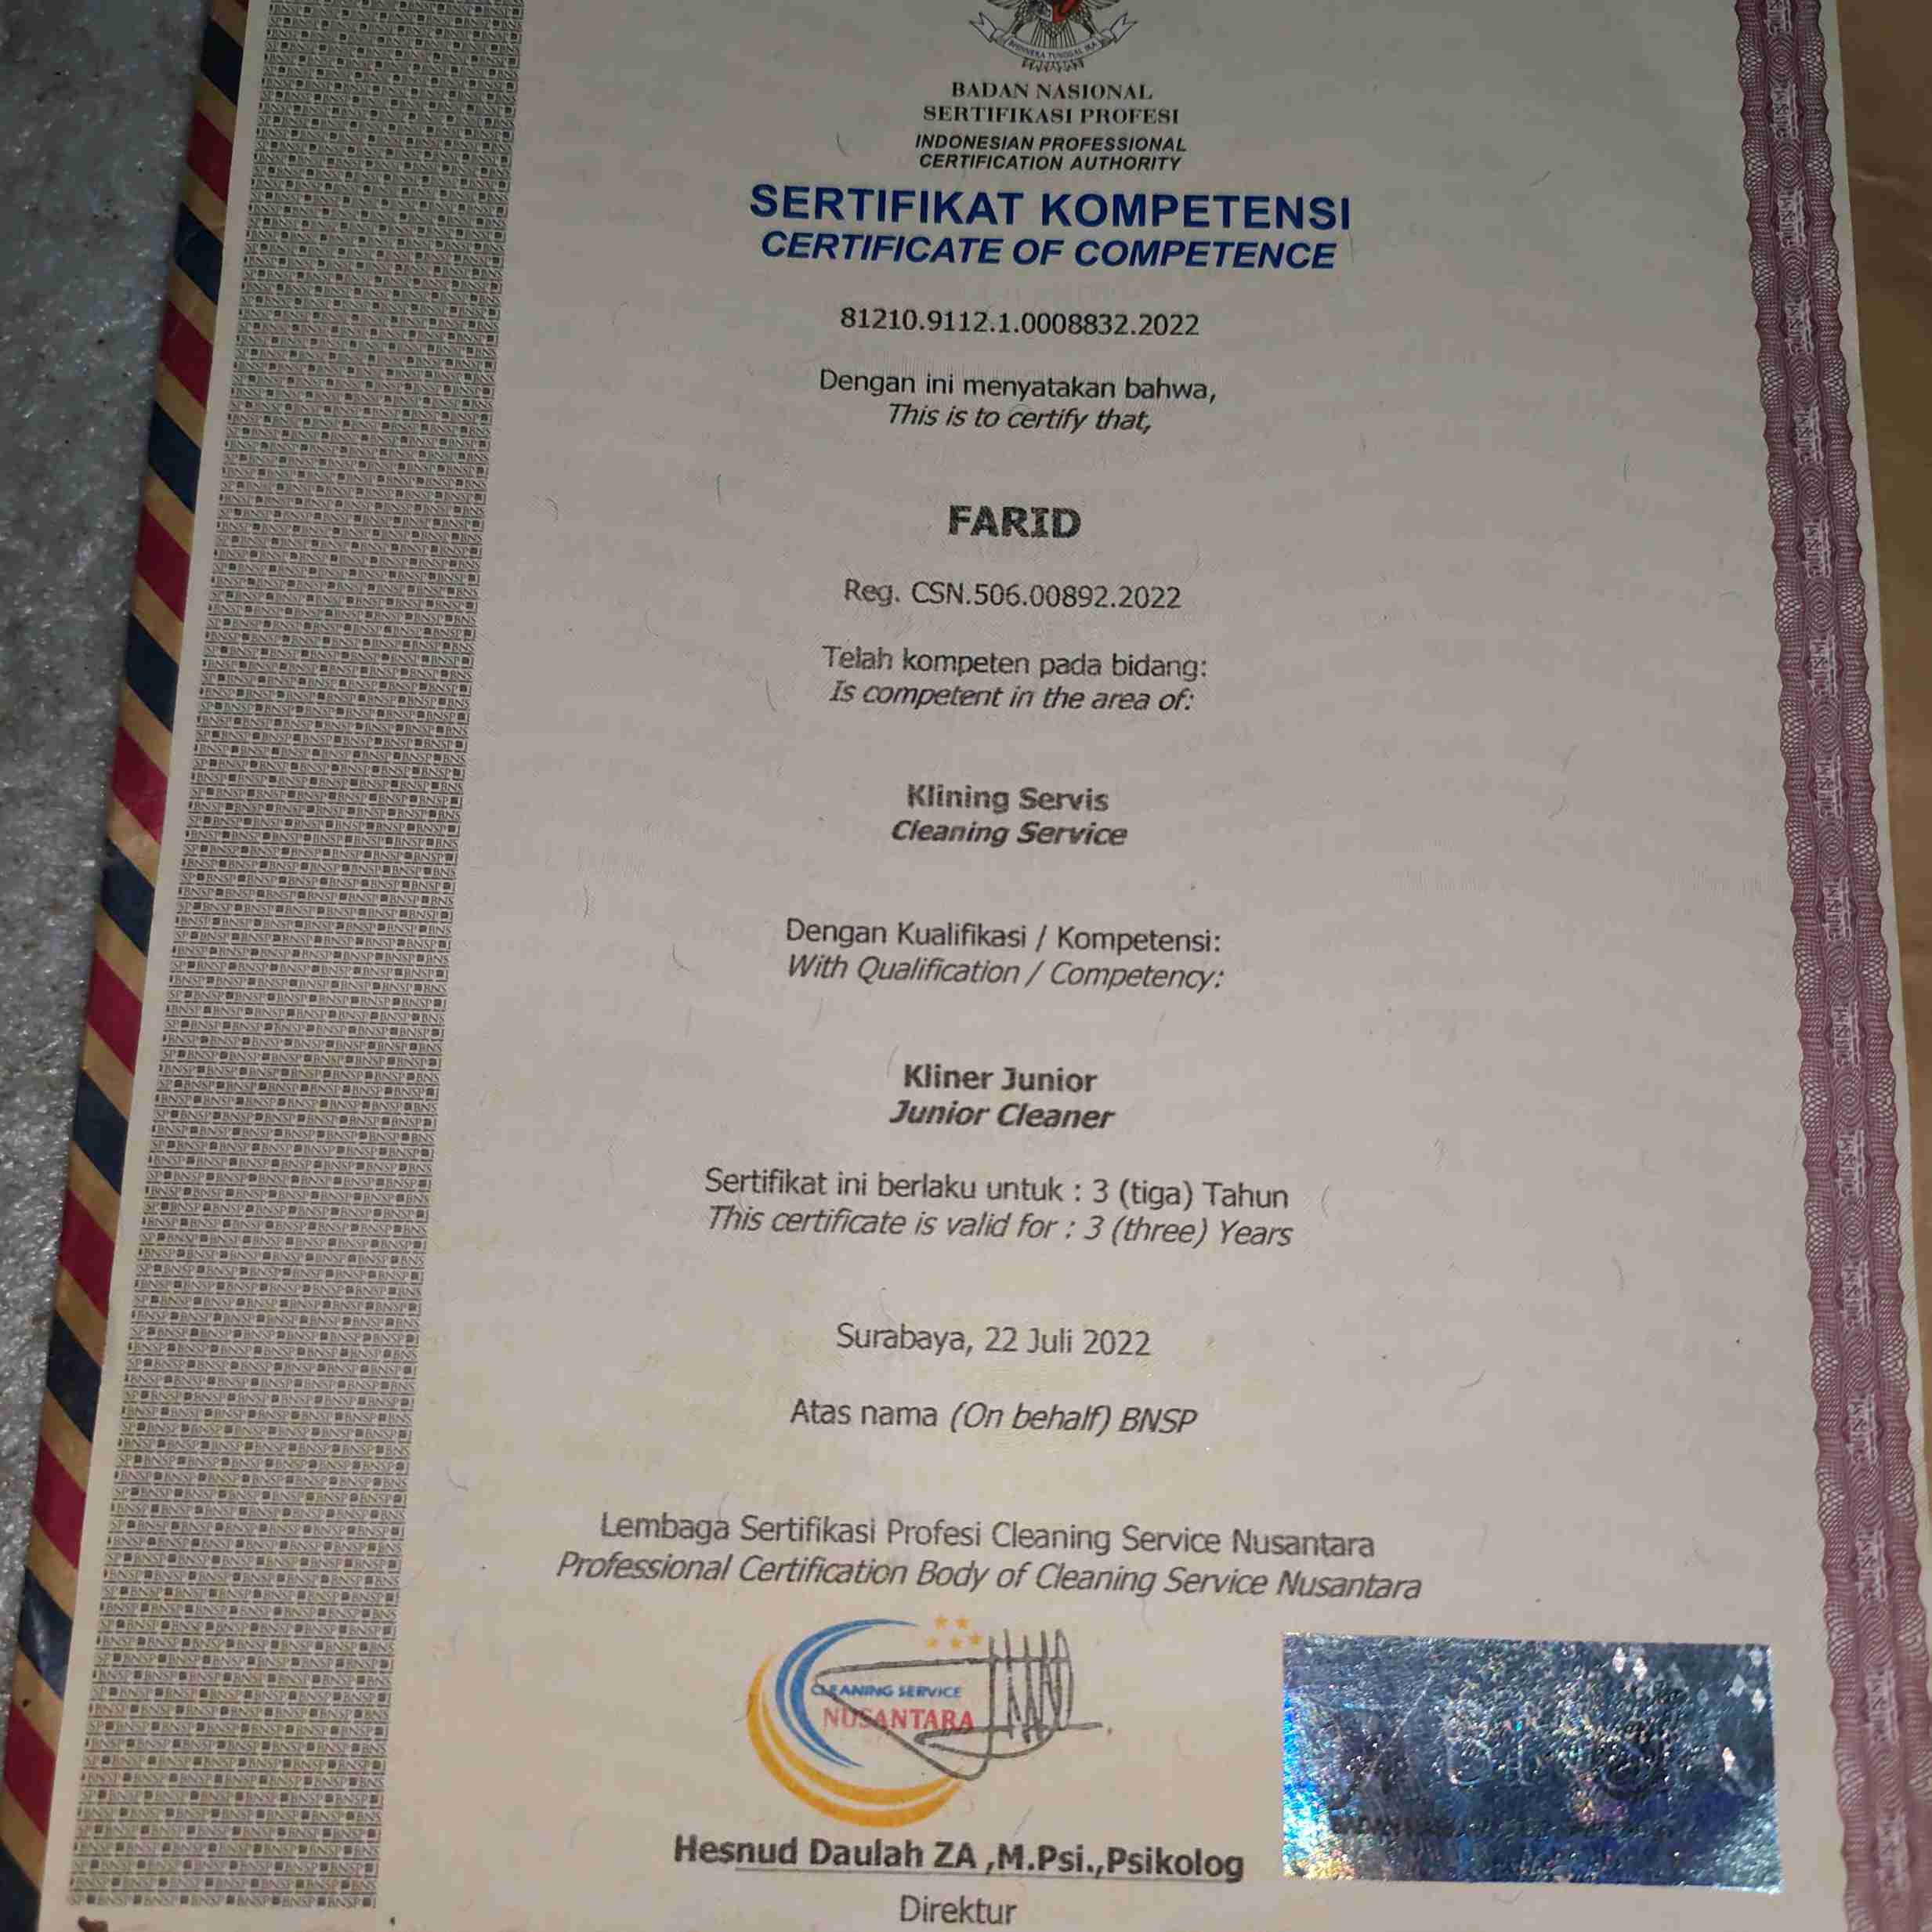 BHINNEKA TUNGGAL IKA
BADAN NASIONAL
SERTIFIKASI PROFESI
INDONESIAN PROFESSIONAL
CERTIFICATION AUTHORITY
SERTIFIKAT KOMPETENSI
CERTIFICATE OF COMPETENCE
81210.9112.1.0008832.2022
Dengan ini menyatakan bahwa,
This is to certify that,
FARID
Reg. CSN.506.00892.2022
Telah kompeten pada bidang:
Is competent in the area of:
Klining Servis
Cleaning Service
Dengan Kualifikasi / Kompetensi:
With Qualification / Competency:
Kliner Junior
Junior Cleaner
Sertifikat ini berlaku untuk : 3 (tiga) Tahun
This certificate is valid for : 3 (three) Years
Surabaya, 22 Juli 2022
Atas nama (On behalf) BNSP
Lembaga Sertifikasi Profesi Cleaning Service Nusantara
Professional Certification Body of Cleaning Service Nusantara
CLEANING SERVICE
NUSANTARA
Hesnud Daulah ZA ,M.Psi.,Psikolog
Direktur